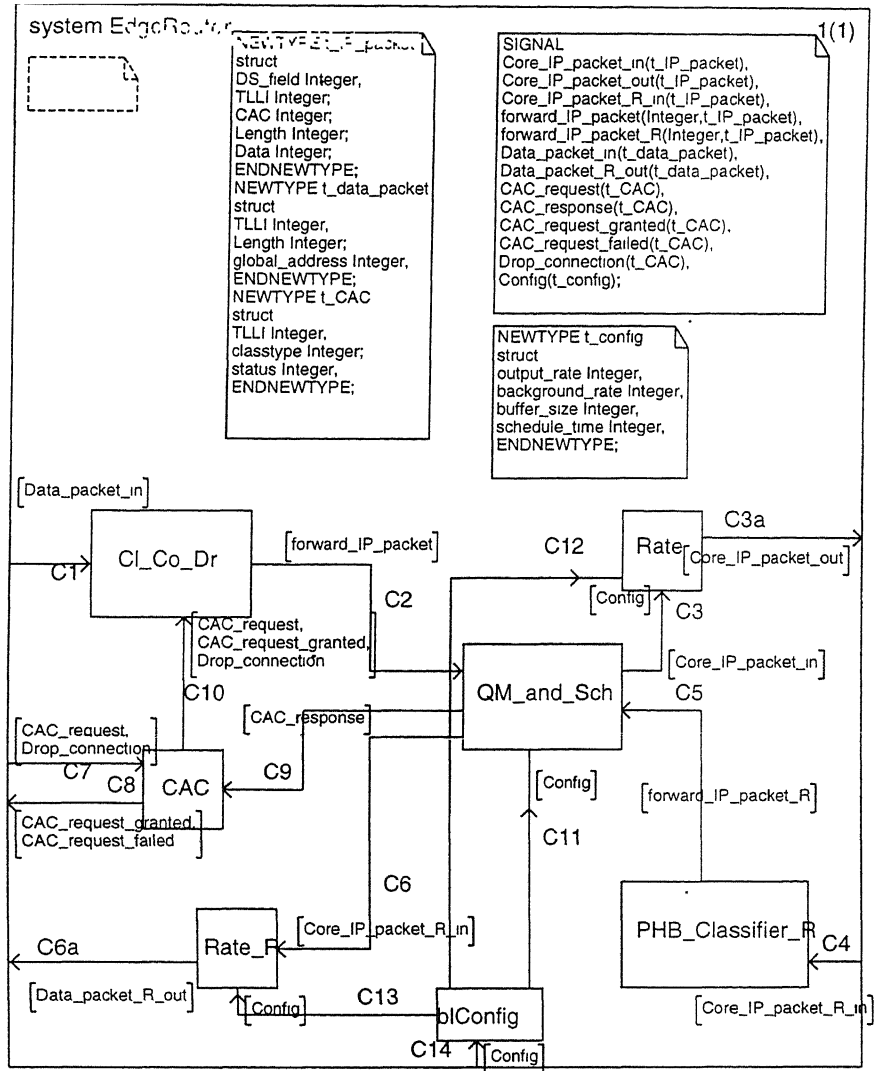 system EdgeRouter
1(1)
NEWTYPE t_IP_packet
struct
DS_field Integer,
TLLI Integer;
CAC Integer;
Length Integer;
Data Integer;
ENDNEWTYPE;
NEWTYPE t_data_packet
struct
TLLI Integer,
Length Integer;
global_address Integer,
ENDNEWTYPE;
NEWTYPE t_CAC
struct
TLLI Integer,
classtype Integer;
status Integer,
ENDNEWTYPE;
SIGNAL
Core_IP_packet_in(t_IP_packet),
Core_IP_packet_out(t_IP_packet),
Core_IP_packet_R_in(t_IP_packet),
forward_IP_packet(Integer,t_IP_packet),
forward_IP_packet_R(Integer,t_IP_packet),
Data_packet_in(t_data_packet),
Data_packet_R_out(t_data_packet),
CAC_request(t_CAC),
CAC_response(t_CAC),
CAC_request_granted(t_CAC),
CAC_request_failed(t_CAC),
Drop_connection(t_CAC),
Config(t_config);
NEWTYPE t_config
struct
output_rate Integer,
background_rate Integer,
buffer_size Integer,
schedule_time Integer,
ENDNEWTYPE;
[Data_packet_in]
C1
Cl_Co_Dr
[forward_IP_packet]
C2
C12
Rate
C3a
[Core_IP_packet_out]
[Config]
C3
[CAC_request,
CAC_request_granted,
Drop_connection]
C10
QM_and_Sch
[Core_IP_packet_in]
C5
[CAC_response]
[CAC_request,
Drop_connection]
C7
C8
CAC
C9
[CAC_request_granted,
CAC_request_failed]
[Config]
C11
[forward_IP_packet_R]
C6
PHB_Classifier_R
C4
[Core_IP_packet_R_in]
Rate_R
[Core_IP_packet_R_in]
C6a
[Data_packet_R_out]
[Config]
C13
blConfig
C14
[Config]